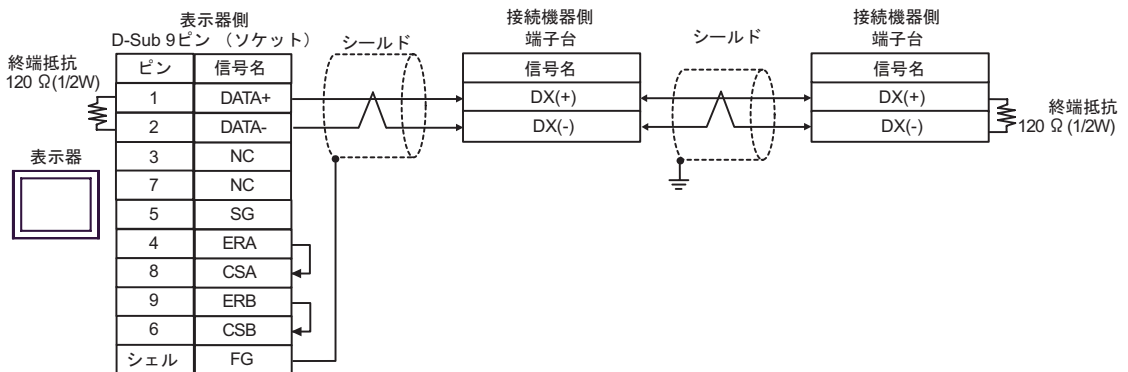 表示器側
D-Sub 9ピン （ソケット）
シールド
接続機器側
端子台
シールド
接続機器側
端子台
終端抵抗
120 Ω(1/2W)
ピン 信号名
1 DATA+
2 DATA-
3 NC
7 NC
5 SG
4 ERA
8 CSA
9 ERB
6 CSB
シェル FG
表示器
信号名
DX(+)
DX(-)
信号名
DX(+)
DX(-)
終端抵抗
120 Ω (1/2W)